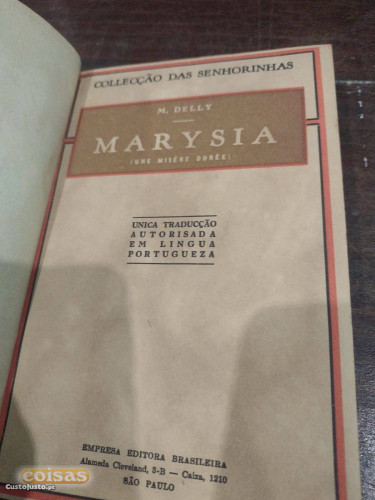 COLLECÇÃO DAS SENHORINHAS
M. DELLY
MARYSIA
(UNE MISÉRE DORÉE)
UNICA TRADUCÇÃO
AUTORISADA
EM LINGUA
PORTUGUEZA
EMPRESA EDITORA BRASILEIRA
Alameda Cleveland, 3-B — Caixa, 1210
SÃO PAULO
coisas
CustoJusto.pt